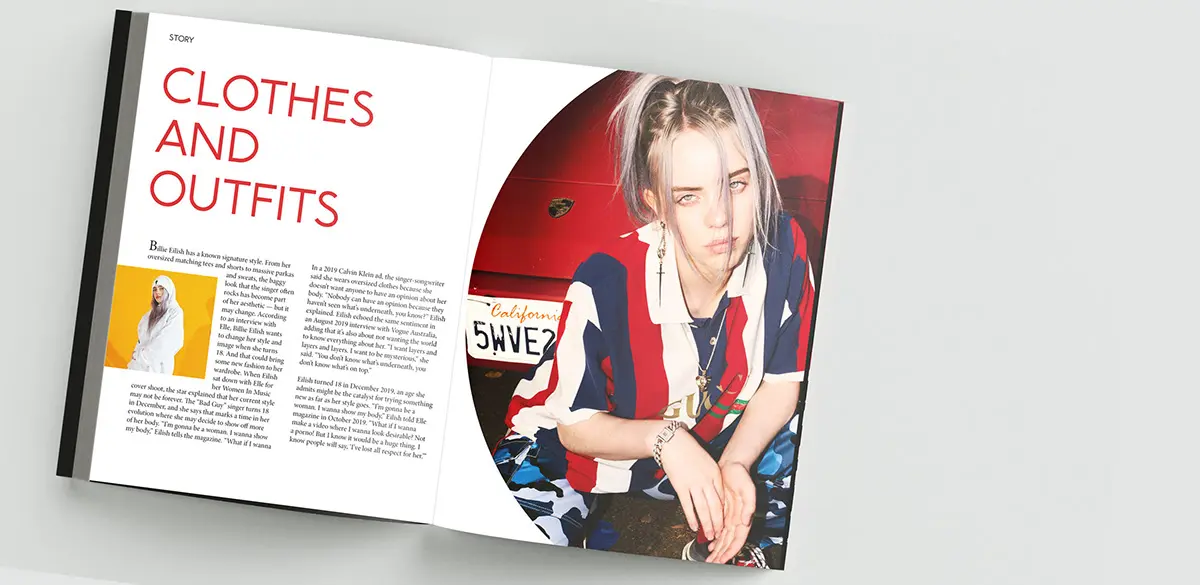 STORY
CLOTHES
AND
OUTFITS
Billie Eilish has a known signature style. From her
oversized matching tees and shorts to massive parkas
and sweats, the baggy
look that the singer often
rocks has become part
of her aesthetic — but it
may change. According
to an interview with
Elle, Billie Eilish wants
to change her style and
image when she turns
18. And that could bring
some new fashion to her
wardrobe. When Eilish
sat down with Elle for
her Women In Music
cover shoot, the star explained that her current style
may not be forever. The "Bad Guy" singer turns 18
in December, and she says that marks a time in her
evolution where she may decide to show off more
of her body. "I'm gonna be a woman. I wanna show
my body," Eilish tells the magazine. "What if I wanna
In a 2019 Calvin Klein ad, the singer-songwriter
said she wears oversized clothes because she
doesn't want anyone to have an opinion about her
body. "Nobody can have an opinion because they
haven't seen what's underneath, you know?" Eilish
explained. Eilish echoed the same sentiment in
an August 2019 interview with Vogue Australia,
adding that it's also about not wanting the world
to know everything about her. "I want layers and
layers and layers. I want to be mysterious," she
said. "You don't know what's underneath, you
don't know what's on top."
Eilish turned 18 in December 2019, an age she
admits might be the catalyst for trying something
new as far as her style goes. "I'm gonna be a
woman. I wanna show my body," Eilish told Elle
magazine in October 2019. "What if I wanna
make a video where I wanna look desirable? Not
a porno! But I know it would be a huge thing. I
know people will say, 'I've lost all respect for her.'"
California
5WVE2
GU